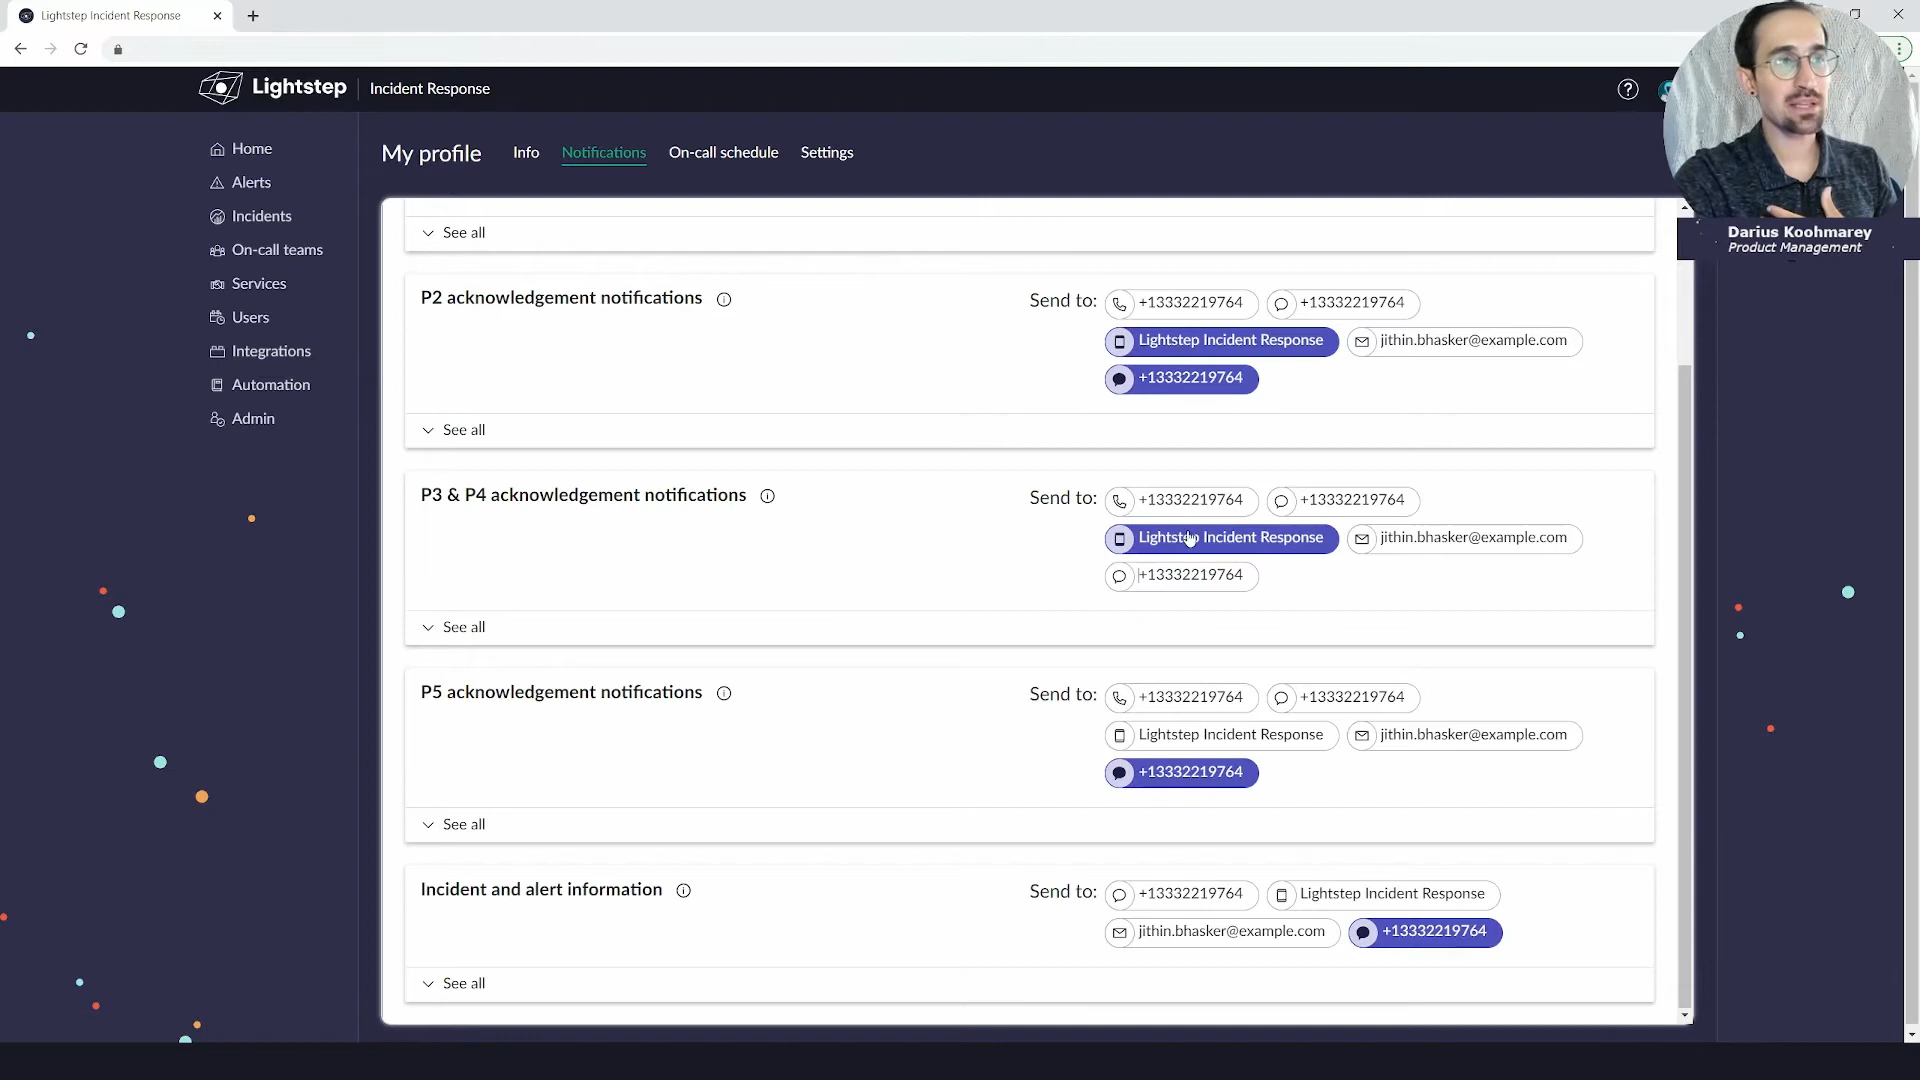 Lightstep Incident Response
Lightstep Incident Response
Home
Alerts
Incidents
On-call teams
Services
Users
Integrations
Automation
Admin
My profile Info Notifications On-call schedule Settings
Darius Koohmarey
Product Management
See all
P2 acknowledgement notifications
Send to: +13332219764 +13332219764
Lightstep Incident Response jithin.bhasker@example.com
+13332219764
See all
P3 & P4 acknowledgement notifications
Send to: +13332219764 +13332219764
Lightstep Incident Response jithin.bhasker@example.com
+13332219764
See all
P5 acknowledgement notifications
Send to: +13332219764 +13332219764
Lightstep Incident Response jithin.bhasker@example.com
+13332219764
See all
Incident and alert information
Send to: +13332219764 Lightstep Incident Response
jithin.bhasker@example.com +13332219764
See all